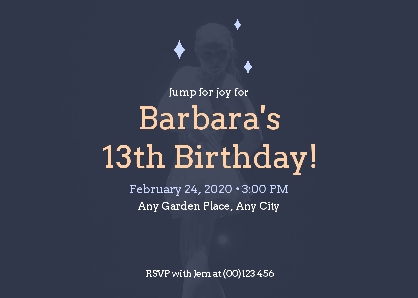 Jump for joy for
Barbara's
13th Birthday!
February 24, 2020 • 3:00 PM
Any Garden Place, Any City
RSVP with Jem at (00)123 456